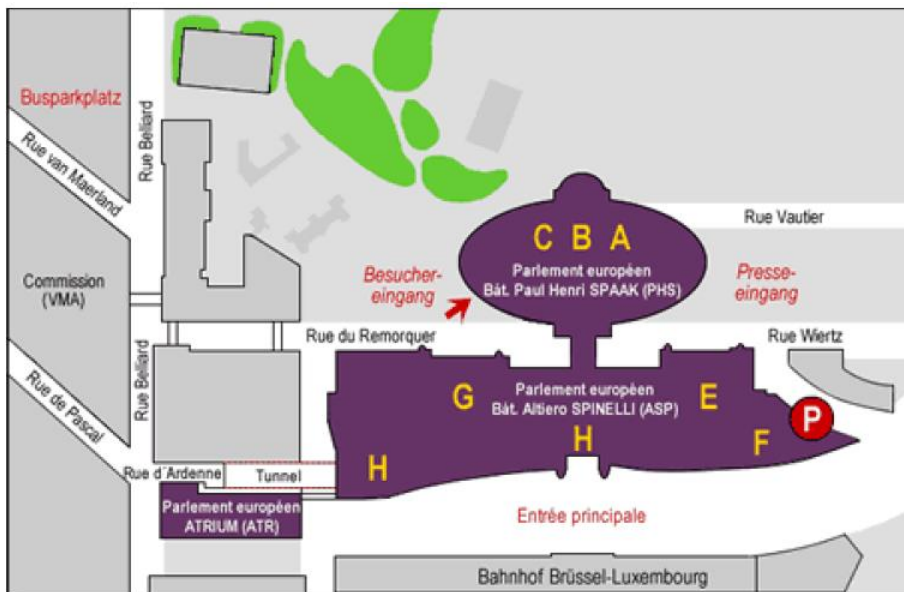 Busparkplatz
Rue van Maerland
Rue Belliard
C B A
Rue Vautier
Parlement européen
Bât. Paul Henri SPAAK (PHS)
Besucher-
eingang
Presse-
eingang
Commission
(VMA)
Rue du Remorquer
Rue Wiertz
Rue Belliard
Rue de Pascal
G
Parlement européen
Bât. Altiero SPINELLI (ASP)
E
P
H
F
H
Rue d´Ardenne
Tunnel
Parlement européen
ATRIUM (ATR)
Entrée principale
Bahnhof Brüssel-Luxembourg